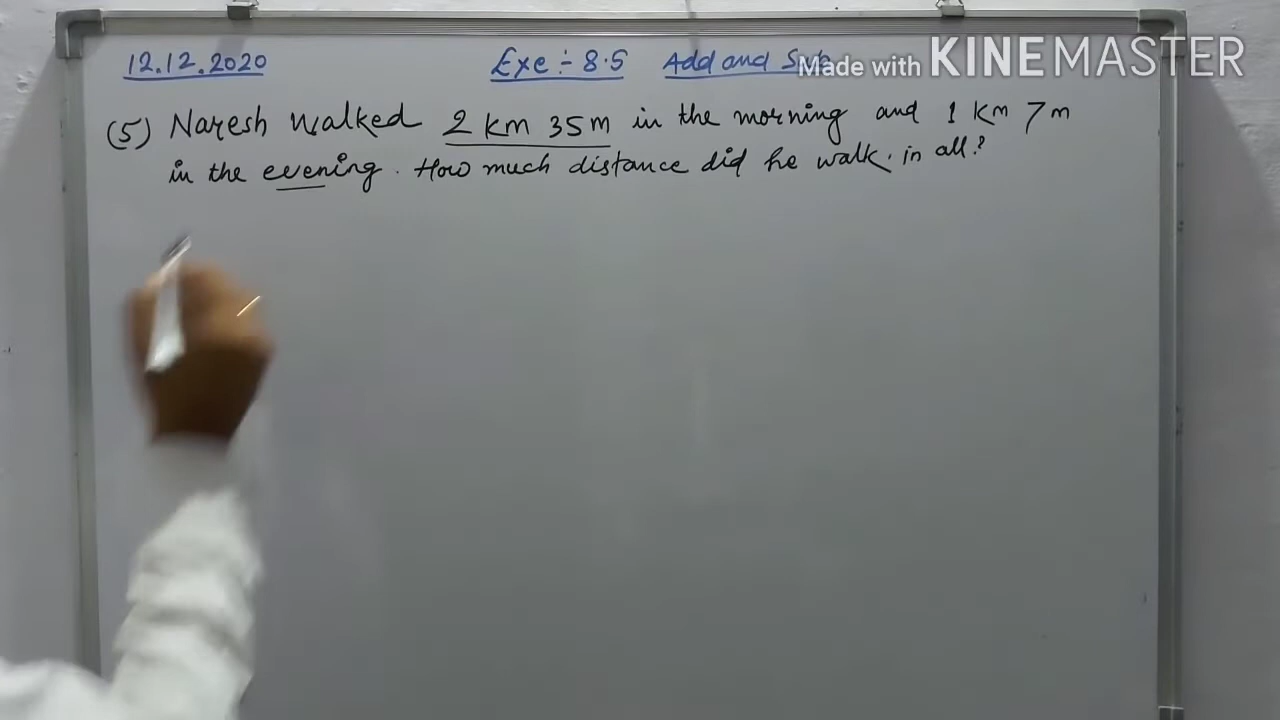 12.12.2020 Exe÷8.5 Add and Sub Made with KINEMASTER
(5) Naresh walked 2 km 35m in the morning and 1 km 7m
in the evening. How much distance did he walk. in all?